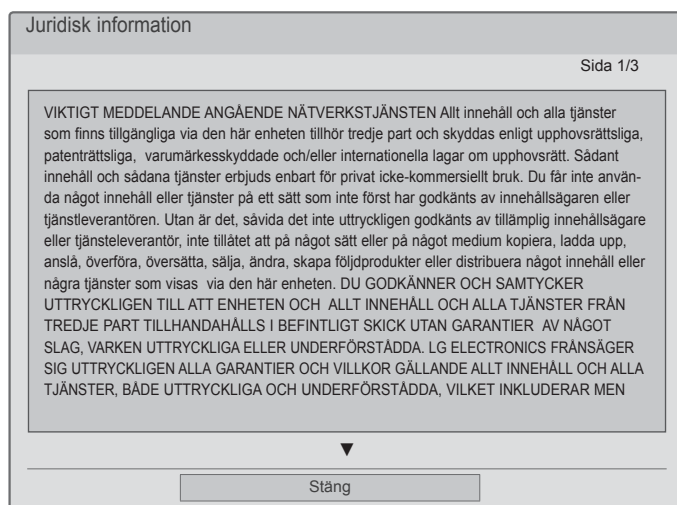 Juridisk information
Sida 1/3
VIKTIGT MEDDELANDE ANGÅENDE NÄTVERKSTJÄNSTEN Allt innehåll och alla tjänster
som finns tillgängliga via den här enheten tillhör tredje part och skyddas enligt upphovsrättsliga,
patenträttsliga, varumärkesskyddade och/eller internationella lagar om upphovsrätt. Sådant
innehåll och sådana tjänster erbjuds enbart för privat icke-kommersiellt bruk. Du får inte använ-
da något innehåll eller tjänster på ett sätt som inte först har godkänts av innehållsägaren eller
tjänstleverantören. Utan är det, såvida det inte uttryckligen godkänts av tillämplig innehållsägare
eller tjänsteleverantör, inte tillåtet att på något sätt eller på något medium kopiera, ladda upp,
anslå, överföra, översätta, sälja, ändra, skapa följdprodukter eller distribuera något innehåll eller
några tjänster som visas via den här enheten. DU GODKÄNNER OCH SAMTYCKER
UTTRYCKLIGEN TILL ATT ENHETEN OCH ALLT INNEHÅLL OCH ALLA TJÄNSTER FRÅN
TREDJE PART TILLHANDAHÅLLS I BEFINTLIGT SKICK UTAN GARANTIER AV NÅGOT
SLAG, VARKEN UTTRYCKLIGA ELLER UNDERFÖRSTÅDDA. LG ELECTRONICS FRÅNSÄGER
SIG UTTRYCKLIGEN ALLA GARANTIER OCH VILLKOR GÄLLANDE ALLT INNEHÅLL OCH ALLA
TJÄNSTER, BÅDE UTTRYCKLIGA OCH UNDERFÖRSTÅDDA, VILKET INKLUDERAR MEN
▼
Stäng